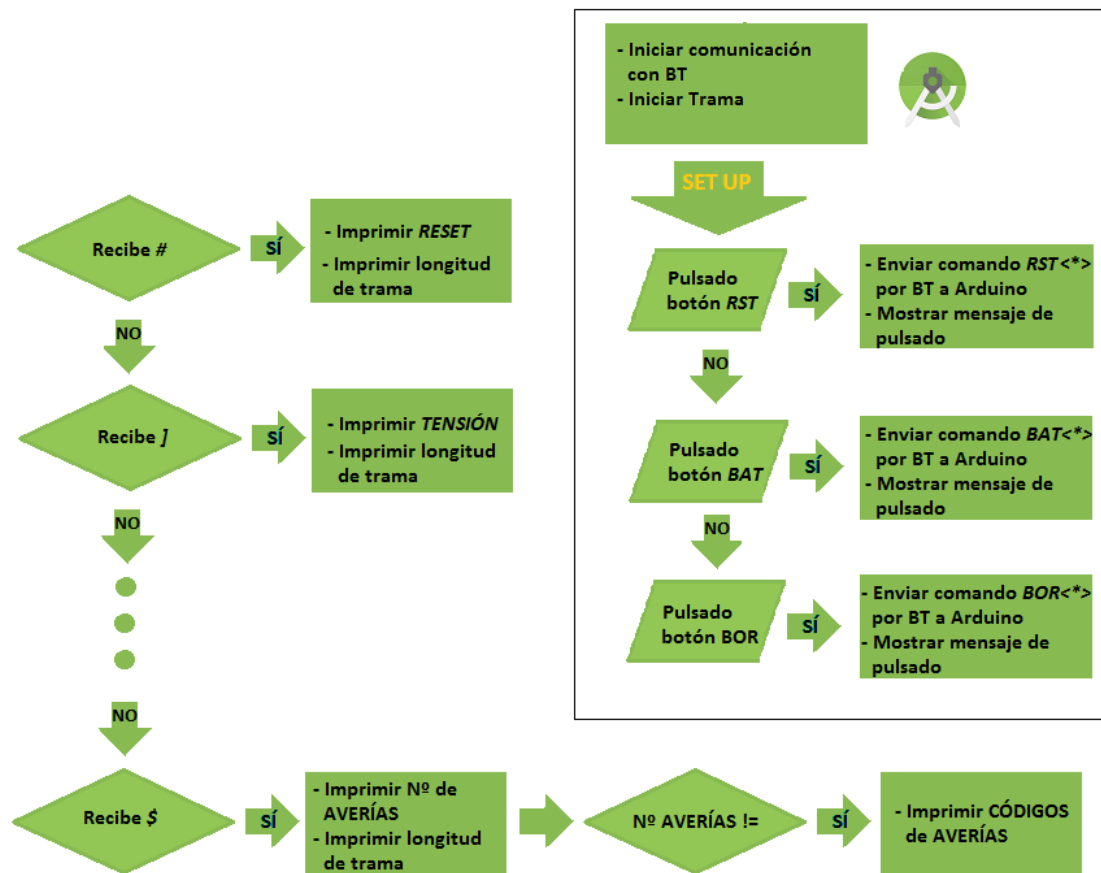 - Iniciar comunicación
con BT
- Iniciar Trama
SET UP
Pulsado
botón RST
SÍ
- Enviar comando RST<*>
por BT a Arduino
- Mostrar mensaje de
pulsado
NO
Pulsado
botón BAT
SÍ
- Enviar comando BAT<*>
por BT a Arduino
- Mostrar mensaje de
pulsado
NO
Pulsado
botón BOR
SÍ
- Enviar comando BOR<*>
por BT a Arduino
- Mostrar mensaje de
pulsado
Recibe #
SÍ
- Imprimir RESET
- Imprimir longitud
de trama
NO
Recibe ]
SÍ
- Imprimir TENSIÓN
- Imprimir longitud
de trama
NO
NO
Recibe $
SÍ
- Imprimir Nº de
AVERÍAS
- Imprimir longitud
de trama
Nº AVERÍAS !=
SÍ
- Imprimir CÓDIGOS
de AVERÍAS